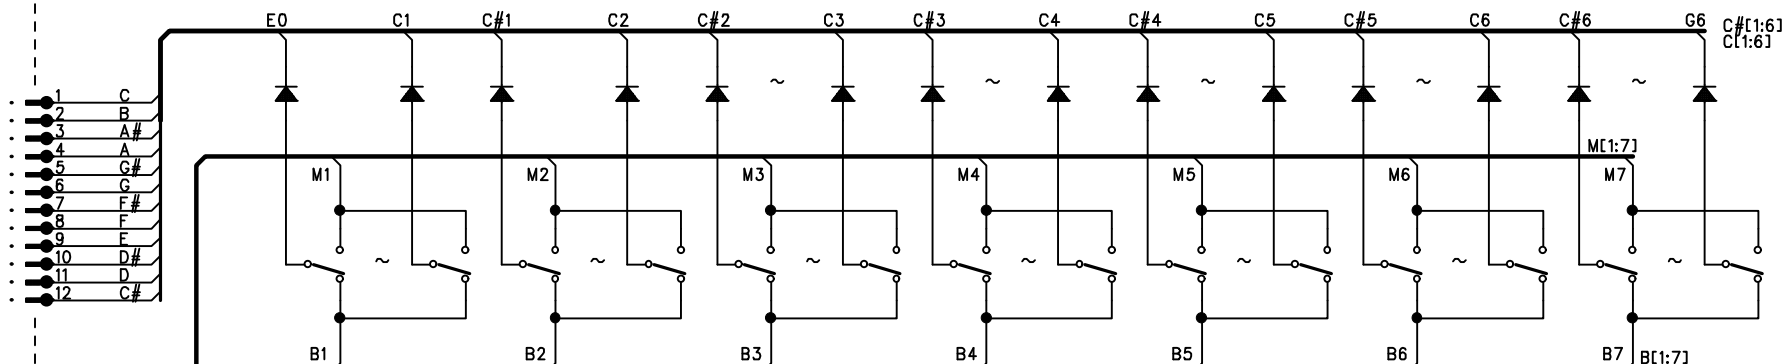 E0 C1 C#1 C2 C#2 C3 C#3 C4 C#4 C5 C#5 C6 C#6 G6 C#[1:6]
C[1:6]
~ ~ ~ ~ ~
1 C
2 B
3 A#
4 A
5 G#
6 G
7 F#
8 F
9 E
10 D#
11 D
12 C#
M[1:7]
M1 M2 M3 M4 M5 M6 M7
~ ~ ~ ~ ~ ~ ~
B1 B2 B3 B4 B5 B6 B7 B[1:7]